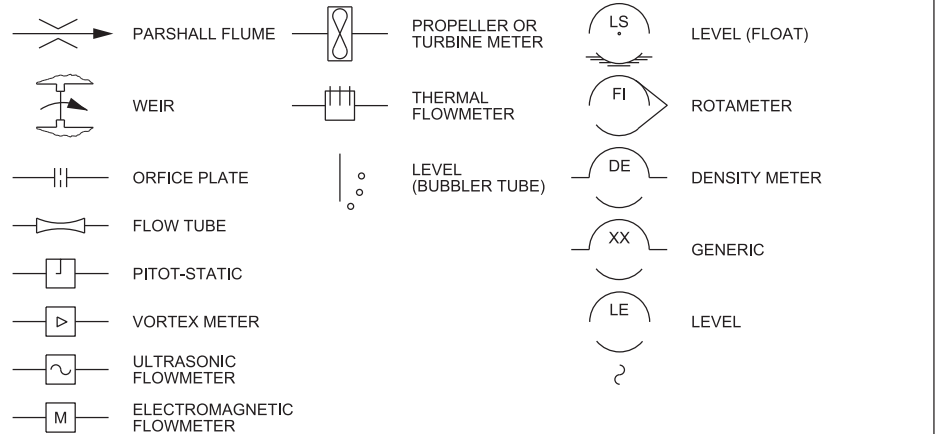 PARSHALL FLUME
WEIR
ORFICE PLATE
FLOW TUBE
PITOT-STATIC
VORTEX METER
ULTRASONIC
FLOWMETER
M
ELECTROMAGNETIC
FLOWMETER
PROPELLER OR
TURBINE METER
THERMAL
FLOWMETER
LEVEL
(BUBBLER TUBE)
LS
LEVEL (FLOAT)
FI
ROTAMETER
DE
DENSITY METER
XX
GENERIC
LE
LEVEL